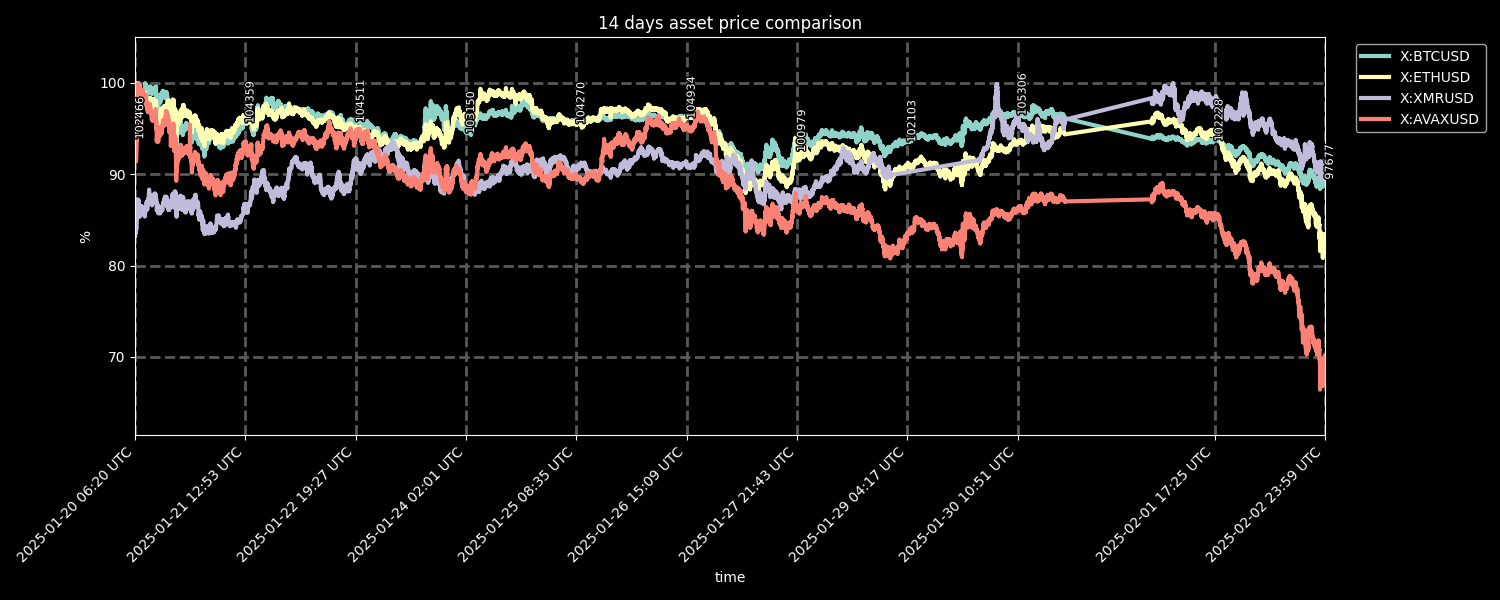 14 days asset price comparison
X:BTCUSD
X:ETHUSD
X:XMRUSD
X:AVAXUSD
100
90
80
70
%
102466
104359
104511
103150
104270
104934
100979
102103
105306
102228
97677
2025-01-20 06:20 UTC
2025-01-21 12:53 UTC
2025-01-22 19:27 UTC
2025-01-24 02:01 UTC
2025-01-25 08:35 UTC
2025-01-26 15:09 UTC
2025-01-27 21:43 UTC
2025-01-29 04:17 UTC
2025-01-30 10:51 UTC
2025-02-01 17:25 UTC
2025-02-02 23:59 UTC
time